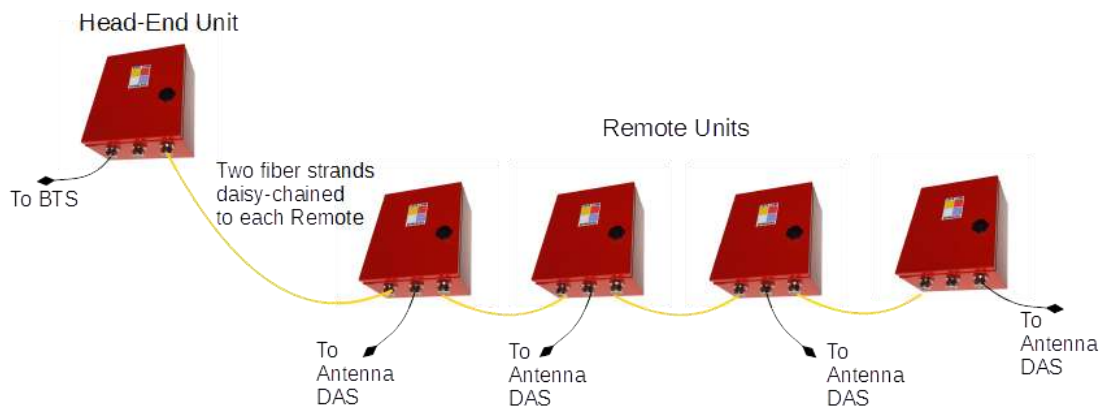 Head-End Unit
Remote Units
To BTS
Two fiber strands
daisy-chained
to each Remote
To
Antenna
DAS
To
Antenna
DAS
To
Antenna
DAS
To
Antenna
DAS